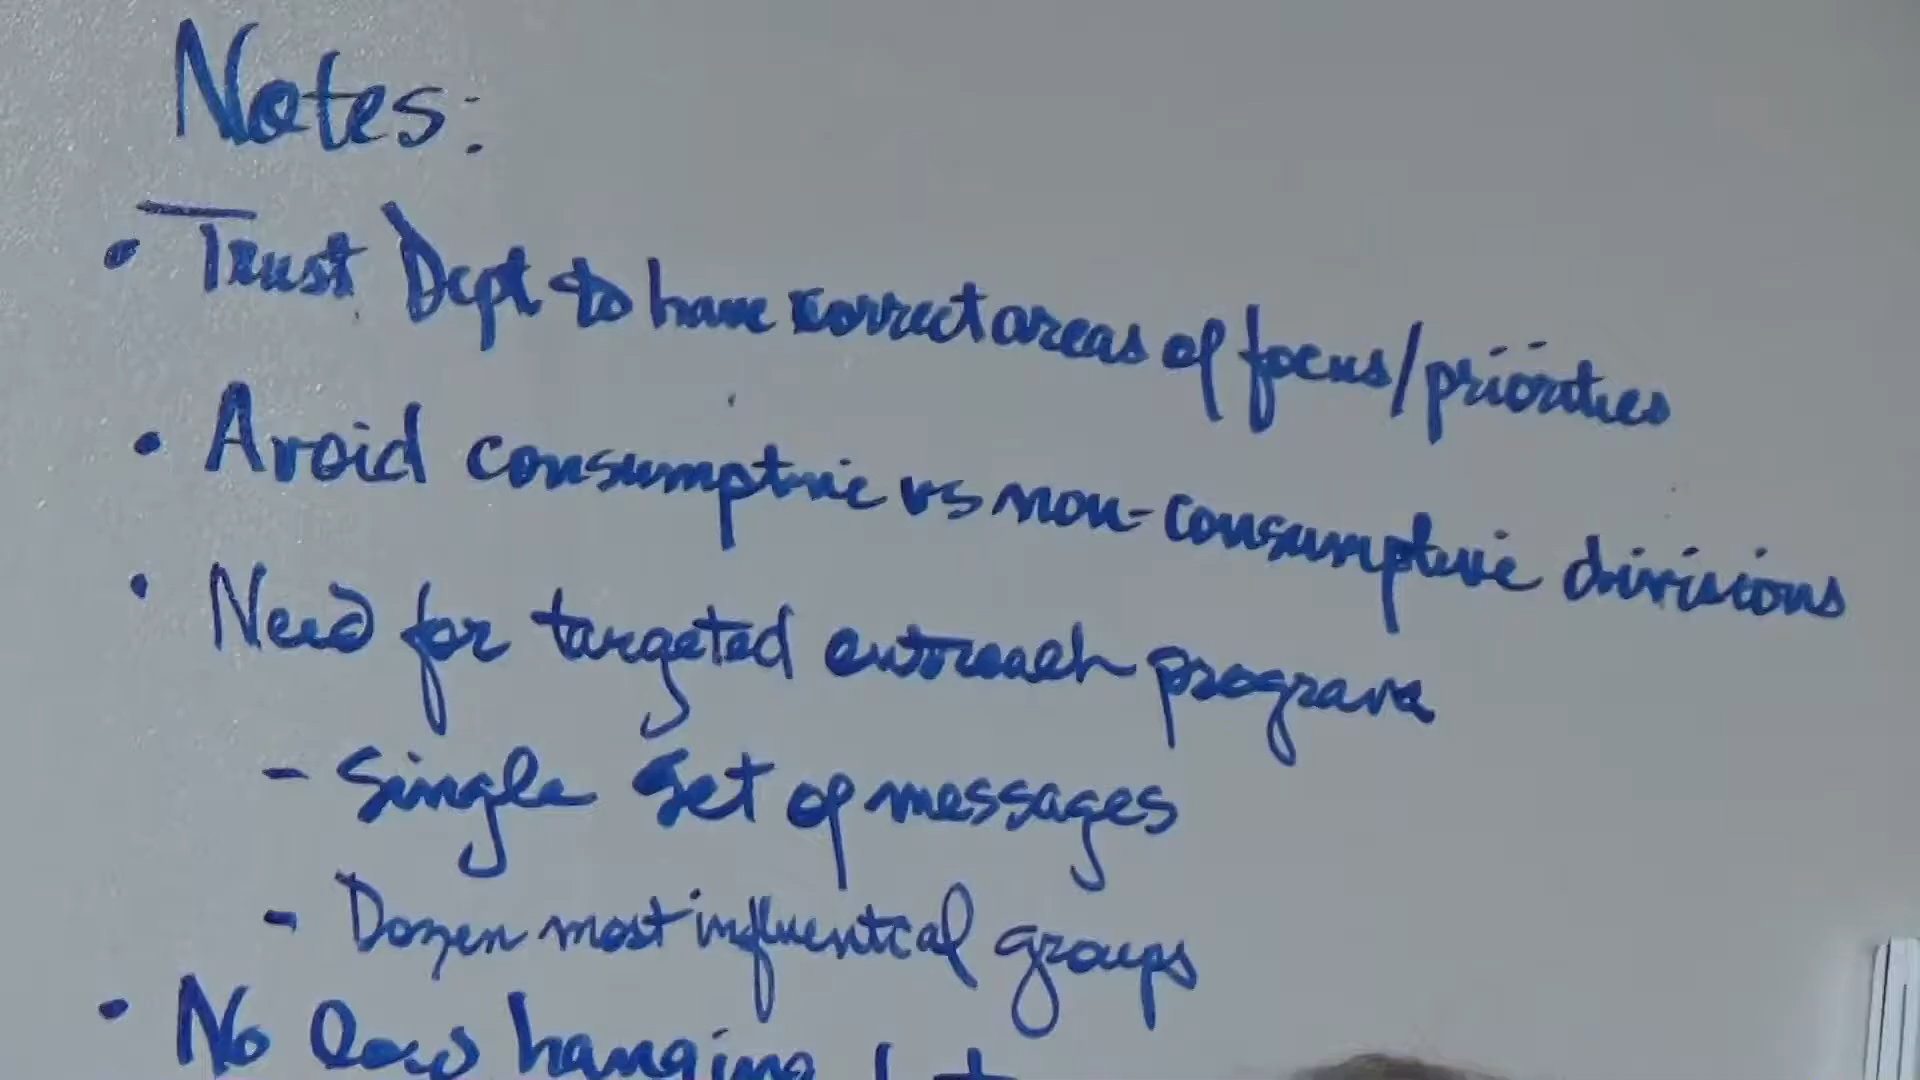 Notes:
• Trust Dept to have correct areas of focus/priorities
• Avoid consumptive vs non-consumptive divisions
• Need for targeted outreach program
- Single set of messages
- Dozen most influential groups
• No low hanging